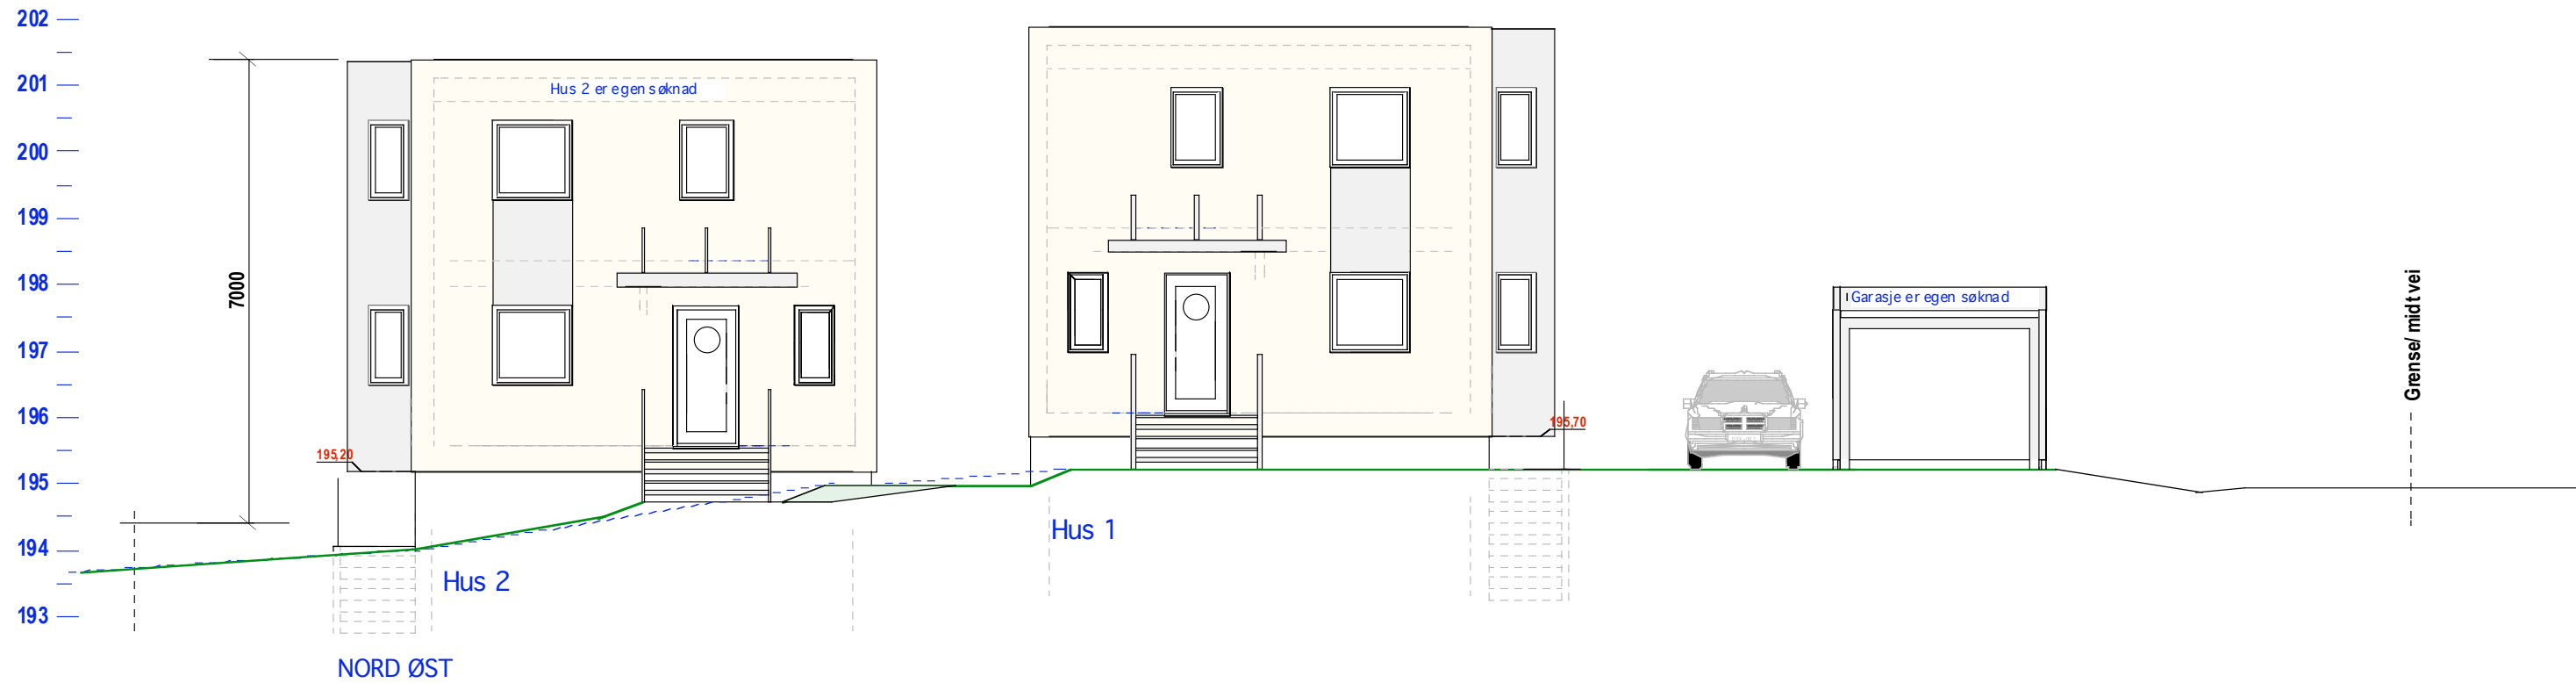 202
201
200
199
198
197
196
195
194
193
7000
Hus 2 er egen søknad
195,20
195,70
Garasje er egen søknad
Grense/ midt vei
Hus 1
Hus 2
NORD ØST